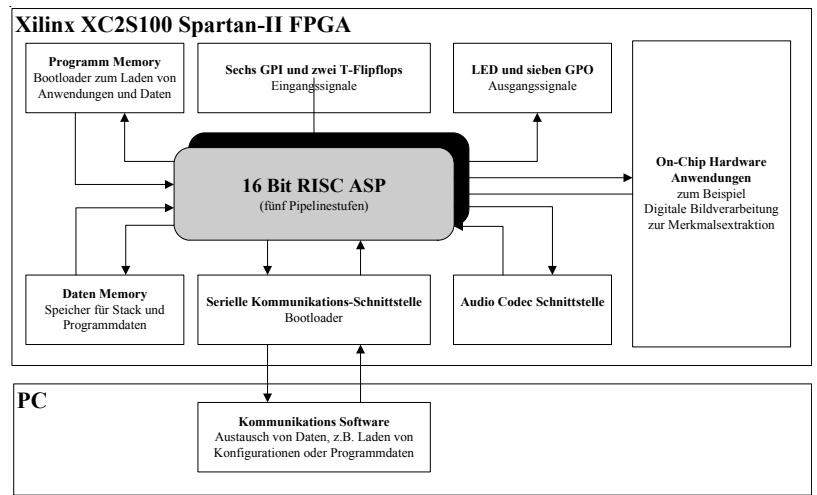 Xilinx XC2S100 Spartan-II FPGA
Programm Memory
Bootloader zum Laden von
Anwendungen und Daten
Sechs GPI und zwei T-Flipflops
Eingangssignale
LED und sieben GPO
Ausgangssignale
On-Chip Hardware
Anwendungen
zum Beispiel
Digitale Bildverarbeitung
zur Merkmalsextraktion
16 Bit RISC ASP
(fünf Pipelinestufen)
Daten Memory
Speicher für Stack und
Programmdaten
Serielle Kommunikations-Schnittstelle
Bootloader
Audio Codec Schnittstelle
PC
Kommunikations Software
Austausch von Daten, z.B. Laden von
Konfigurationen oder Programmdaten